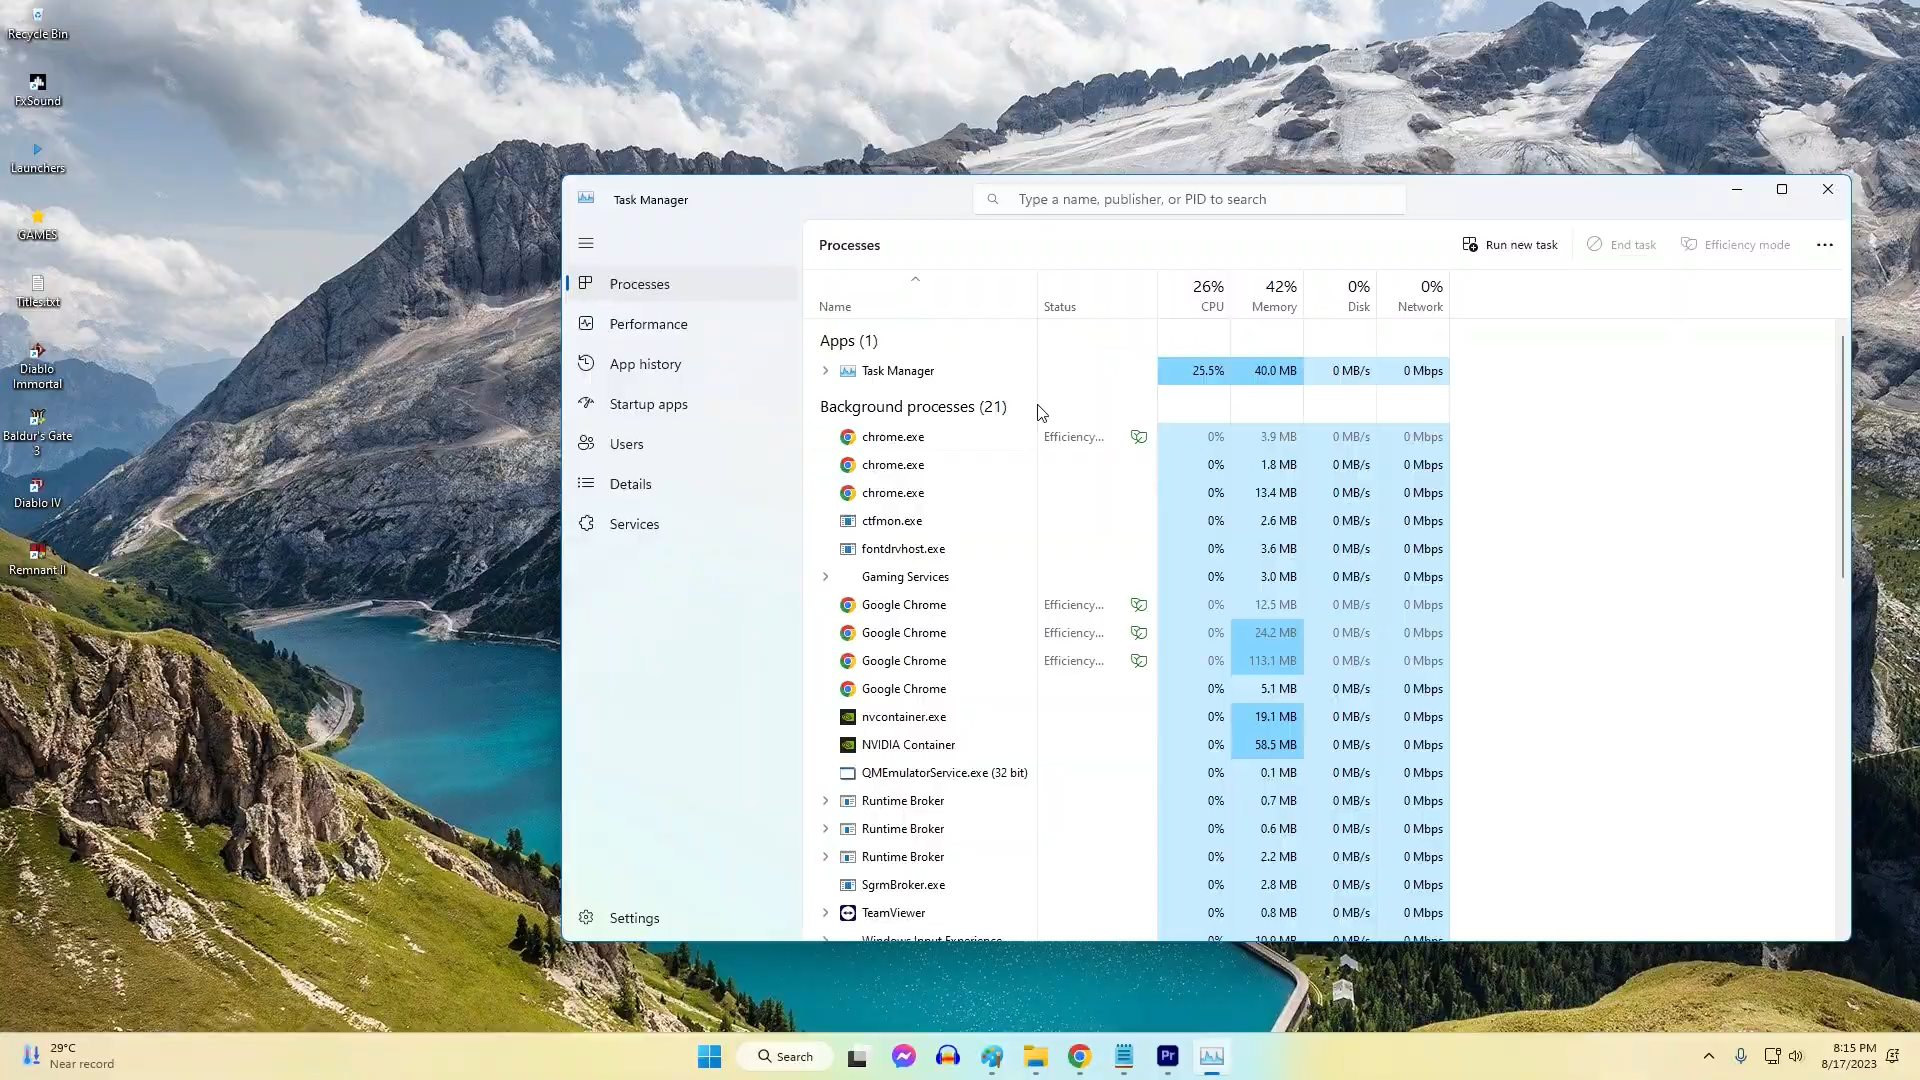 Recycle Bin
FxSound
Launchers
GAMES
Titles.txt
Diablo
Immortal
Baldur's Gate
3
Diablo IV
Remnant II
Task Manager
Type a name, publisher, or PID to search
Processes
Performance
App history
Startup apps
Users
Details
Services
Settings
Processes
Run new task
End task
Efficiency mode
26% 42% 0% 0%
Name Status CPU Memory Disk Network
Apps (1)
Task Manager 25.5% 40.0 MB 0 MB/s 0 Mbps
Background processes (21)
chrome.exe Efficiency... 0% 3.9 MB 0 MB/s 0 Mbps
chrome.exe 0% 1.8 MB 0 MB/s 0 Mbps
chrome.exe 0% 13.4 MB 0 MB/s 0 Mbps
ctfmon.exe 0% 2.6 MB 0 MB/s 0 Mbps
fontdrvhost.exe 0% 3.6 MB 0 MB/s 0 Mbps
Gaming Services 0% 3.0 MB 0 MB/s 0 Mbps
Google Chrome Efficiency... 0% 12.5 MB 0 MB/s 0 Mbps
Google Chrome Efficiency... 0% 24.2 MB 0 MB/s 0 Mbps
Google Chrome Efficiency... 0% 113.1 MB 0 MB/s 0 Mbps
Google Chrome 0% 5.1 MB 0 MB/s 0 Mbps
nvcontainer.exe 0% 19.1 MB 0 MB/s 0 Mbps
NVIDIA Container 0% 58.5 MB 0 MB/s 0 Mbps
QMEmulatorService.exe (32 bit) 0% 0.1 MB 0 MB/s 0 Mbps
Runtime Broker 0% 0.7 MB 0 MB/s 0 Mbps
Runtime Broker 0% 0.6 MB 0 MB/s 0 Mbps
Runtime Broker 0% 2.2 MB 0 MB/s 0 Mbps
SgrmBroker.exe 0% 2.8 MB 0 MB/s 0 Mbps
TeamViewer 0% 0.8 MB 0 MB/s 0 Mbps
Windows Input Experience 0% 10.9 MB 0 MB/s 0 Mbps
29°C
Near record
Search
Pr
8:15 PM
8/17/2023